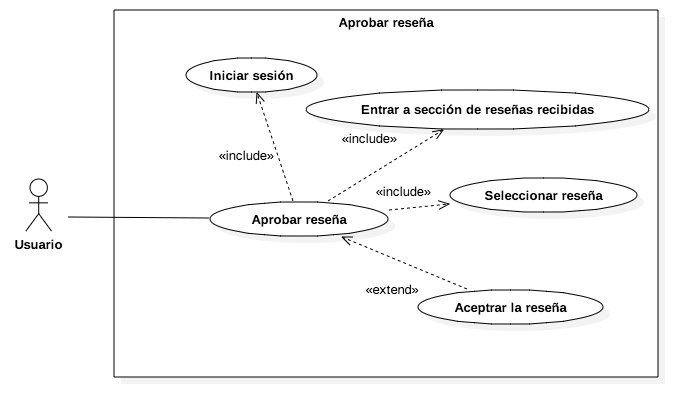 Aprobar reseña
Iniciar sesión
Entrar a sección de reseñas recibidas
«include»
«include»
«include»
Seleccionar reseña
Aprobar reseña
Usuario
«extend»
Aceptrar la reseña